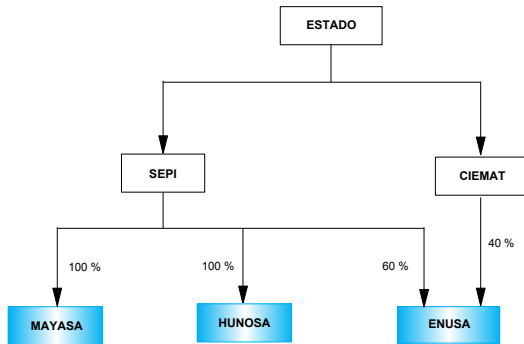 ESTADO
SEPI
CIEMAT
100 %
100 %
60 %
40 %
MAYASA
HUNOSA
ENUSA